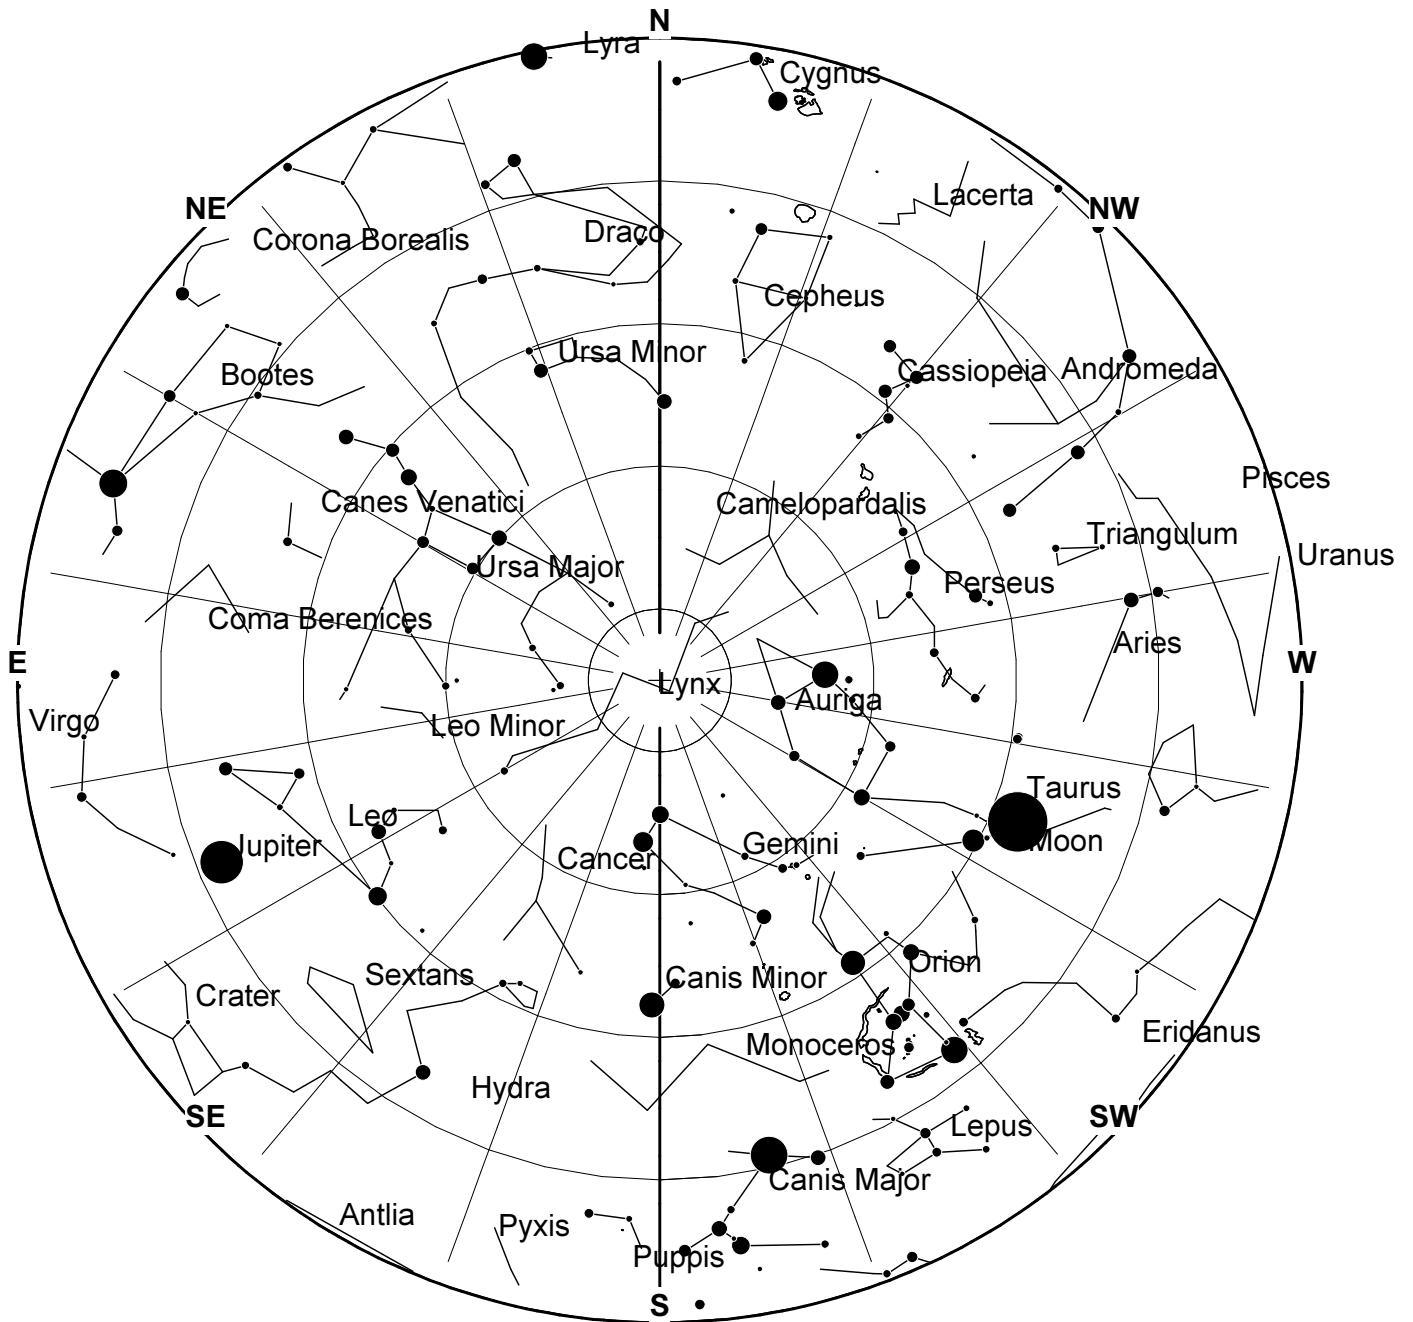 N
Lyra
Cygnus
Lacerta
NE
NW
Corona Borealis
Draco
Cepheus
Ursa Minor
Bootes
Cassiopeia
Andromeda
Pisces
Canes Venatici
Camelopardalis
Triangulum
Uranus
Ursa Major
Perseus
Coma Berenices
Aries
E
W
Lynx
Auriga
Virgo
Leo Minor
Taurus
Leo
Jupiter
Cancer
Gemini
Moon
Orion
Sextans
Canis Minor
Crater
Eridanus
Monoceros
Hydra
SE
SW
Lepus
Canis Major
Antlia
Pyxis
Puppis
S